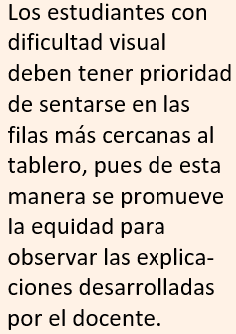 Los estudiantes con
dificultad visual
deben tener prioridad
de sentarse en las
filas más cercanas al
tablero, pues de esta
manera se promueve
la equidad para
observar las explica-
ciones desarrolladas
por el docente.